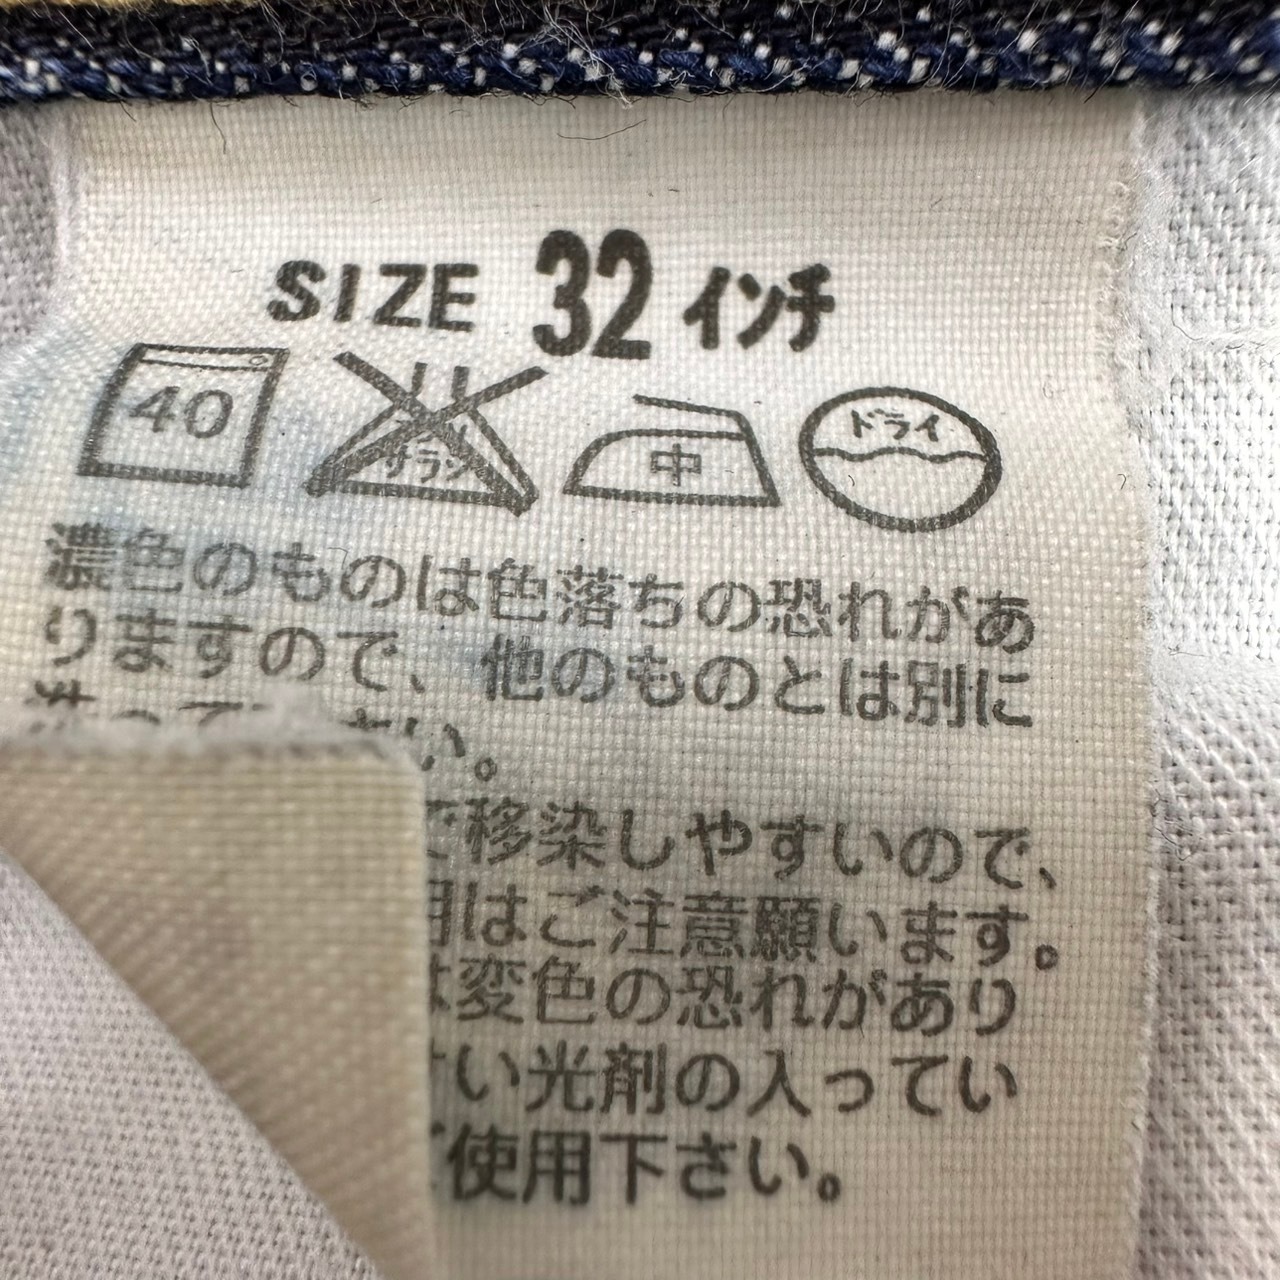 SIZE 32 インチ
40 サラシ 中 ドライ
濃色のものは色落ちの恐れがあ
りますので、他のものとは別に
い。
で移染しやすいので、
用はご注意願います。
は変色の恐れがあり
い光剤の入ってい
使用下さい。